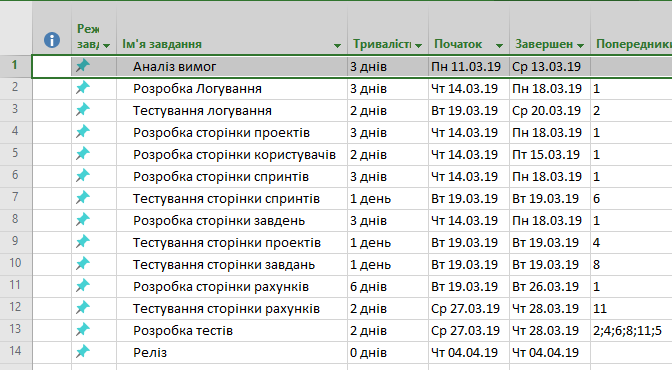 Реж завд Ім'я завдання Тривалість Початок Завершен Попередники
1 Аналіз вимог 3 днів Пн 11.03.19 Ср 13.03.19
2 Розробка Логування 3 днів Чт 14.03.19 Пн 18.03.19 1
3 Тестування логування 2 днів Вт 19.03.19 Ср 20.03.19 2
4 Розробка сторінки проектів 3 днів Чт 14.03.19 Пн 18.03.19 1
5 Розробка сторінки користувачів 2 днів Чт 14.03.19 Пт 15.03.19 1
6 Розробка сторінки спринтів 3 днів Чт 14.03.19 Пн 18.03.19 1
7 Тестування сторінки спринтів 1 день Вт 19.03.19 Вт 19.03.19 6
8 Розробка сторінки завдень 3 днів Чт 14.03.19 Пн 18.03.19 1
9 Тестування сторінки проектів 1 день Вт 19.03.19 Вт 19.03.19 4
10 Тестування сторінки завдань 1 день Вт 19.03.19 Вт 19.03.19 8
11 Розробка сторінки рахунків 6 днів Вт 19.03.19 Вт 26.03.19 1
12 Тестування сторінки рахунків 2 днів Ср 27.03.19 Чт 28.03.19 11
13 Розробка тестів 2 днів Ср 27.03.19 Чт 28.03.19 2;4;6;8;11;5
14 Реліз 0 днів Чт 04.04.19 Чт 04.04.19